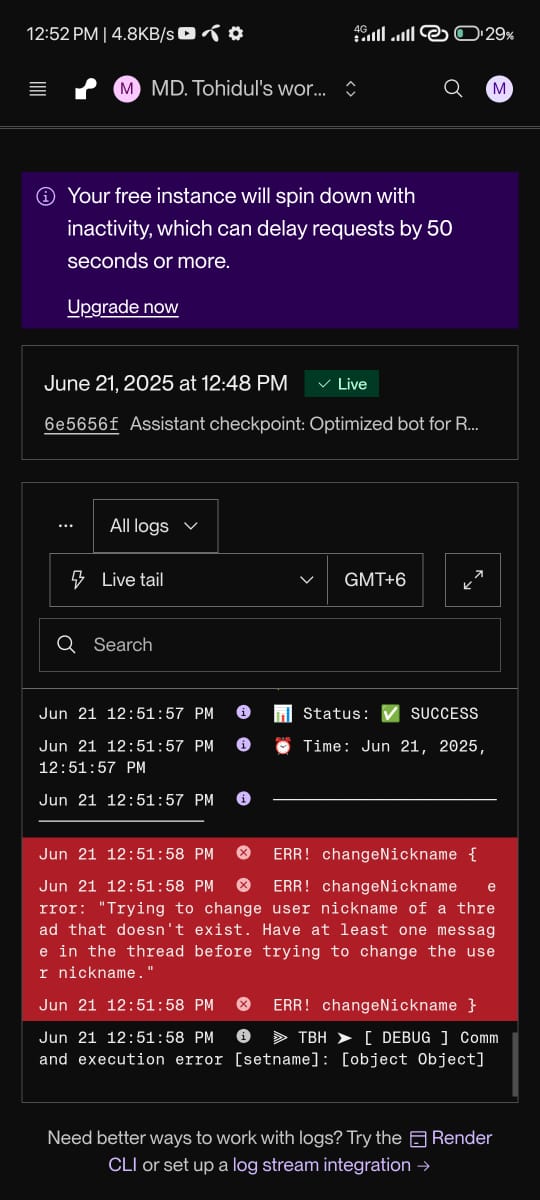 12:52 PM | 4.8KB/s 4G 29%
M MD. Tohidul's wor... M
Your free instance will spin down with
inactivity, which can delay requests by 50
seconds or more.
Upgrade now
June 21, 2025 at 12:48 PM ✓ Live
6e5656f Assistant checkpoint: Optimized bot for R...
... All logs
Live tail GMT+6
Search
Jun 21 12:51:57 PM 📊 Status: ✅ SUCCESS
Jun 21 12:51:57 PM ⏰ Time: Jun 21, 2025,
12:51:57 PM
Jun 21 12:51:57 PM ───────────────
───────────
Jun 21 12:51:58 PM ERR! changeNickname {
Jun 21 12:51:58 PM ERR! changeNickname   e
rror: "Trying to change user nickname of a thre
ad that doesn't exist. Have at least one messag
e in the thread before trying to change the use
r nickname."
Jun 21 12:51:58 PM ERR! changeNickname }
Jun 21 12:51:58 PM ⫸ TBH ➤ [ DEBUG ] Comm
and execution error [setname]: [object Object]
Need better ways to work with logs? Try the Render
CLI or set up a log stream integration →